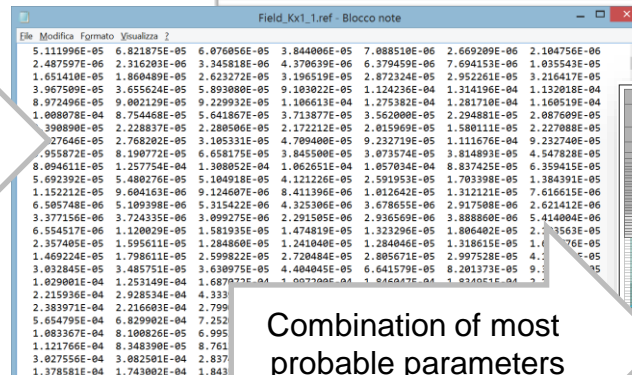 Field_Kx1_1.ref - Blocco note
File Modifica Formato Visualizza ?
5.111996E-05 6.821875E-05 6.076056E-05 3.844006E-05 7.088510E-06 2.669209E-06 2.104756E-06
2.487597E-06 2.316203E-06 3.345818E-06 4.370639E-06 6.379459E-06 7.694153E-06 1.035543E-05
1.651410E-05 1.860489E-05 2.623272E-05 3.196519E-05 2.872324E-05 2.952261E-05 3.216417E-05
3.967509E-05 3.655624E-05 5.893080E-05 9.103022E-05 1.124236E-04 1.314196E-04 1.132018E-04
8.972496E-05 9.002129E-05 9.229932E-05 1.106613E-04 1.275382E-04 1.281710E-04 1.160519E-04
1.008078E-04 8.754468E-05 5.641867E-05 3.713877E-05 3.562000E-05 2.294881E-05 2.087609E-05
.390890E-05 2.228837E-05 2.280506E-05 2.172212E-05 2.015969E-05 1.580111E-05 2.227088E-05
27646E-05 2.768202E-05 3.105331E-05 4.709400E-05 9.232719E-05 1.111676E-04 9.232740E-05
.955872E-05 8.190772E-05 6.658175E-05 3.845500E-05 3.073574E-05 3.814893E-05 4.547828E-05
8.094611E-05 1.257754E-04 1.308052E-04 1.062651E-04 1.057034E-04 8.837425E-05 6.359415E-05
5.692392E-05 5.480276E-05 5.104918E-05 4.121226E-05 2.591953E-05 1.703398E-05 1.384391E-05
1.152212E-05 9.604163E-06 9.124607E-06 8.411396E-06 1.012642E-05 1.312121E-05 7.616615E-06
6.505748E-06 5.109398E-06 5.315422E-06 4.325306E-06 3.678655E-06 2.917508E-06 2.621412E-06
3.377156E-06 3.724335E-06 3.099275E-06 2.291505E-06 2.936569E-06 3.888860E-06 5.414004E-06
6.554517E-06 1.120029E-05 1.581935E-05 1.474819E-05 1.323296E-05 1.806402E-05
2.357405E-05 1.595611E-05 1.284860E-05 1.241040E-05 1.284046E-05 1.318615E-05
1.469224E-05 1.798611E-05 2.599822E-05 2.720484E-05 2.805671E-05 2.997528E-05
3.032845E-05 3.485751E-05 3.630975E-05 4.404045E-05 6.641579E-05 8.201373E-05
1.029001E-04 1.253149E-04
2.215936E-04 2.928534E-04
2.383971E-04 2.216603E-04
5.654795E-04 6.829902E-04
1.083367E-04 8.100826E-05
1.121766E-04 8.348390E-05
3.027556E-04 3.082501E-04
1.378581E-04 1.743002E-04
Combination of most
probable parameters